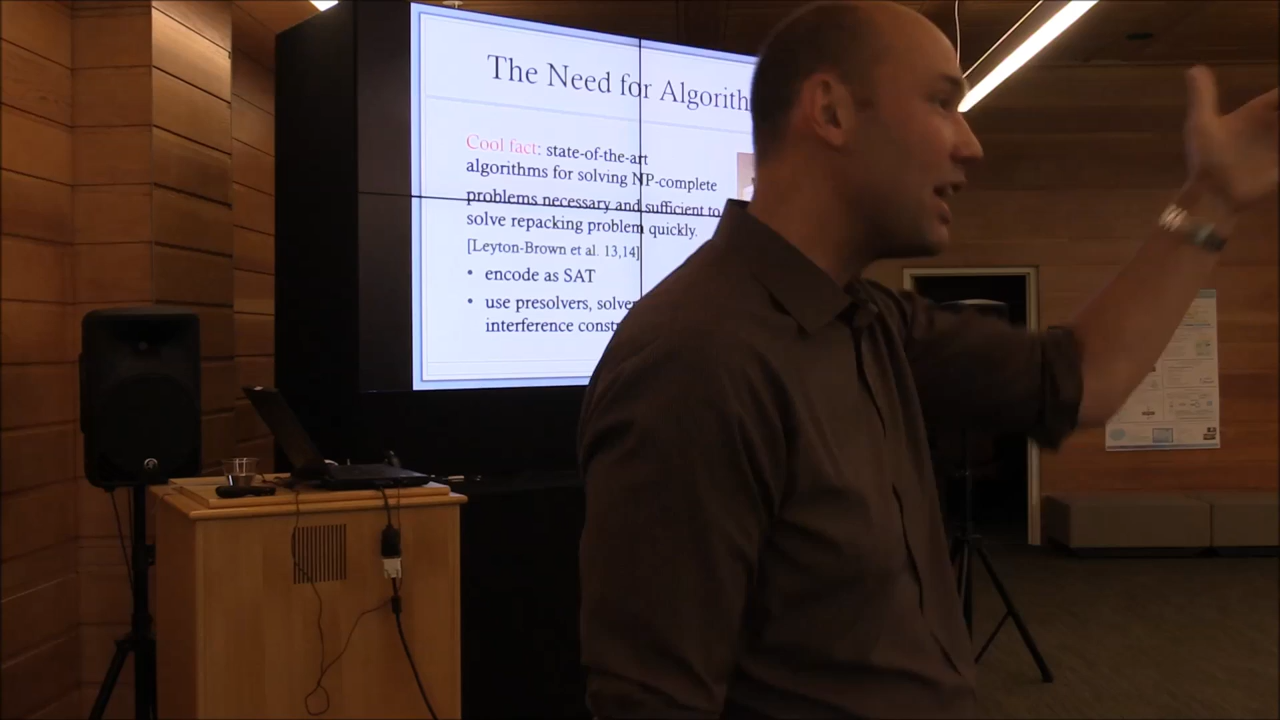 The Need for Algorith
Cool fact: state-of-the-art
algorithms for solving NP-complete
problems necessary and sufficient to
solve repacking problem quickly.
[Leyton-Brown et al. 13,14]
• encode as SAT
• use presolvers, solver
interference const